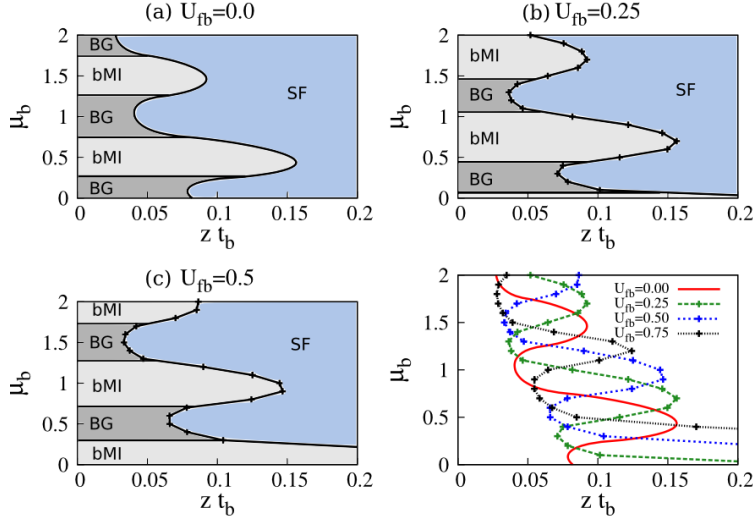 (a) U_fb=0.0
2
1.5
1
0.5
0
μ_b
BG
bMI
BG
bMI
BG
SF
0
0.05
0.1
0.15
0.2
z t_b
(b) U_fb=0.25
2
1.5
1
0.5
0
μ_b
bMI
BG
bMI
BG
SF
0
0.05
0.1
0.15
0.2
z t_b
(c) U_fb=0.5
2
1.5
1
0.5
0
μ_b
bMI
BG
bMI
BG
bMI
SF
0
0.05
0.1
0.15
0.2
z t_b
U_fb=0.00
U_fb=0.25
U_fb=0.50
U_fb=0.75
2
1.5
1
0.5
0
μ_b
0
0.05
0.1
0.15
0.2
z t_b